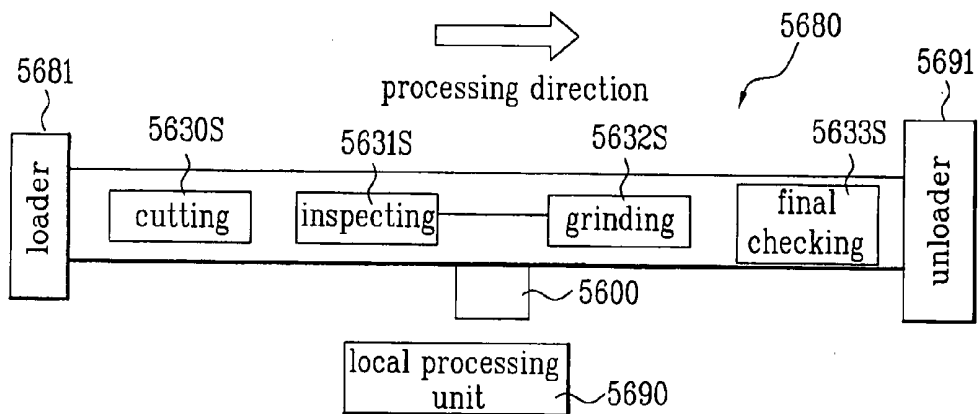 5680
5681
5691
processing direction
5630S
5631S
5632S
5633S
loader
cutting
inspecting
grinding
final
checking
unloader
5600
local processing
unit
5690